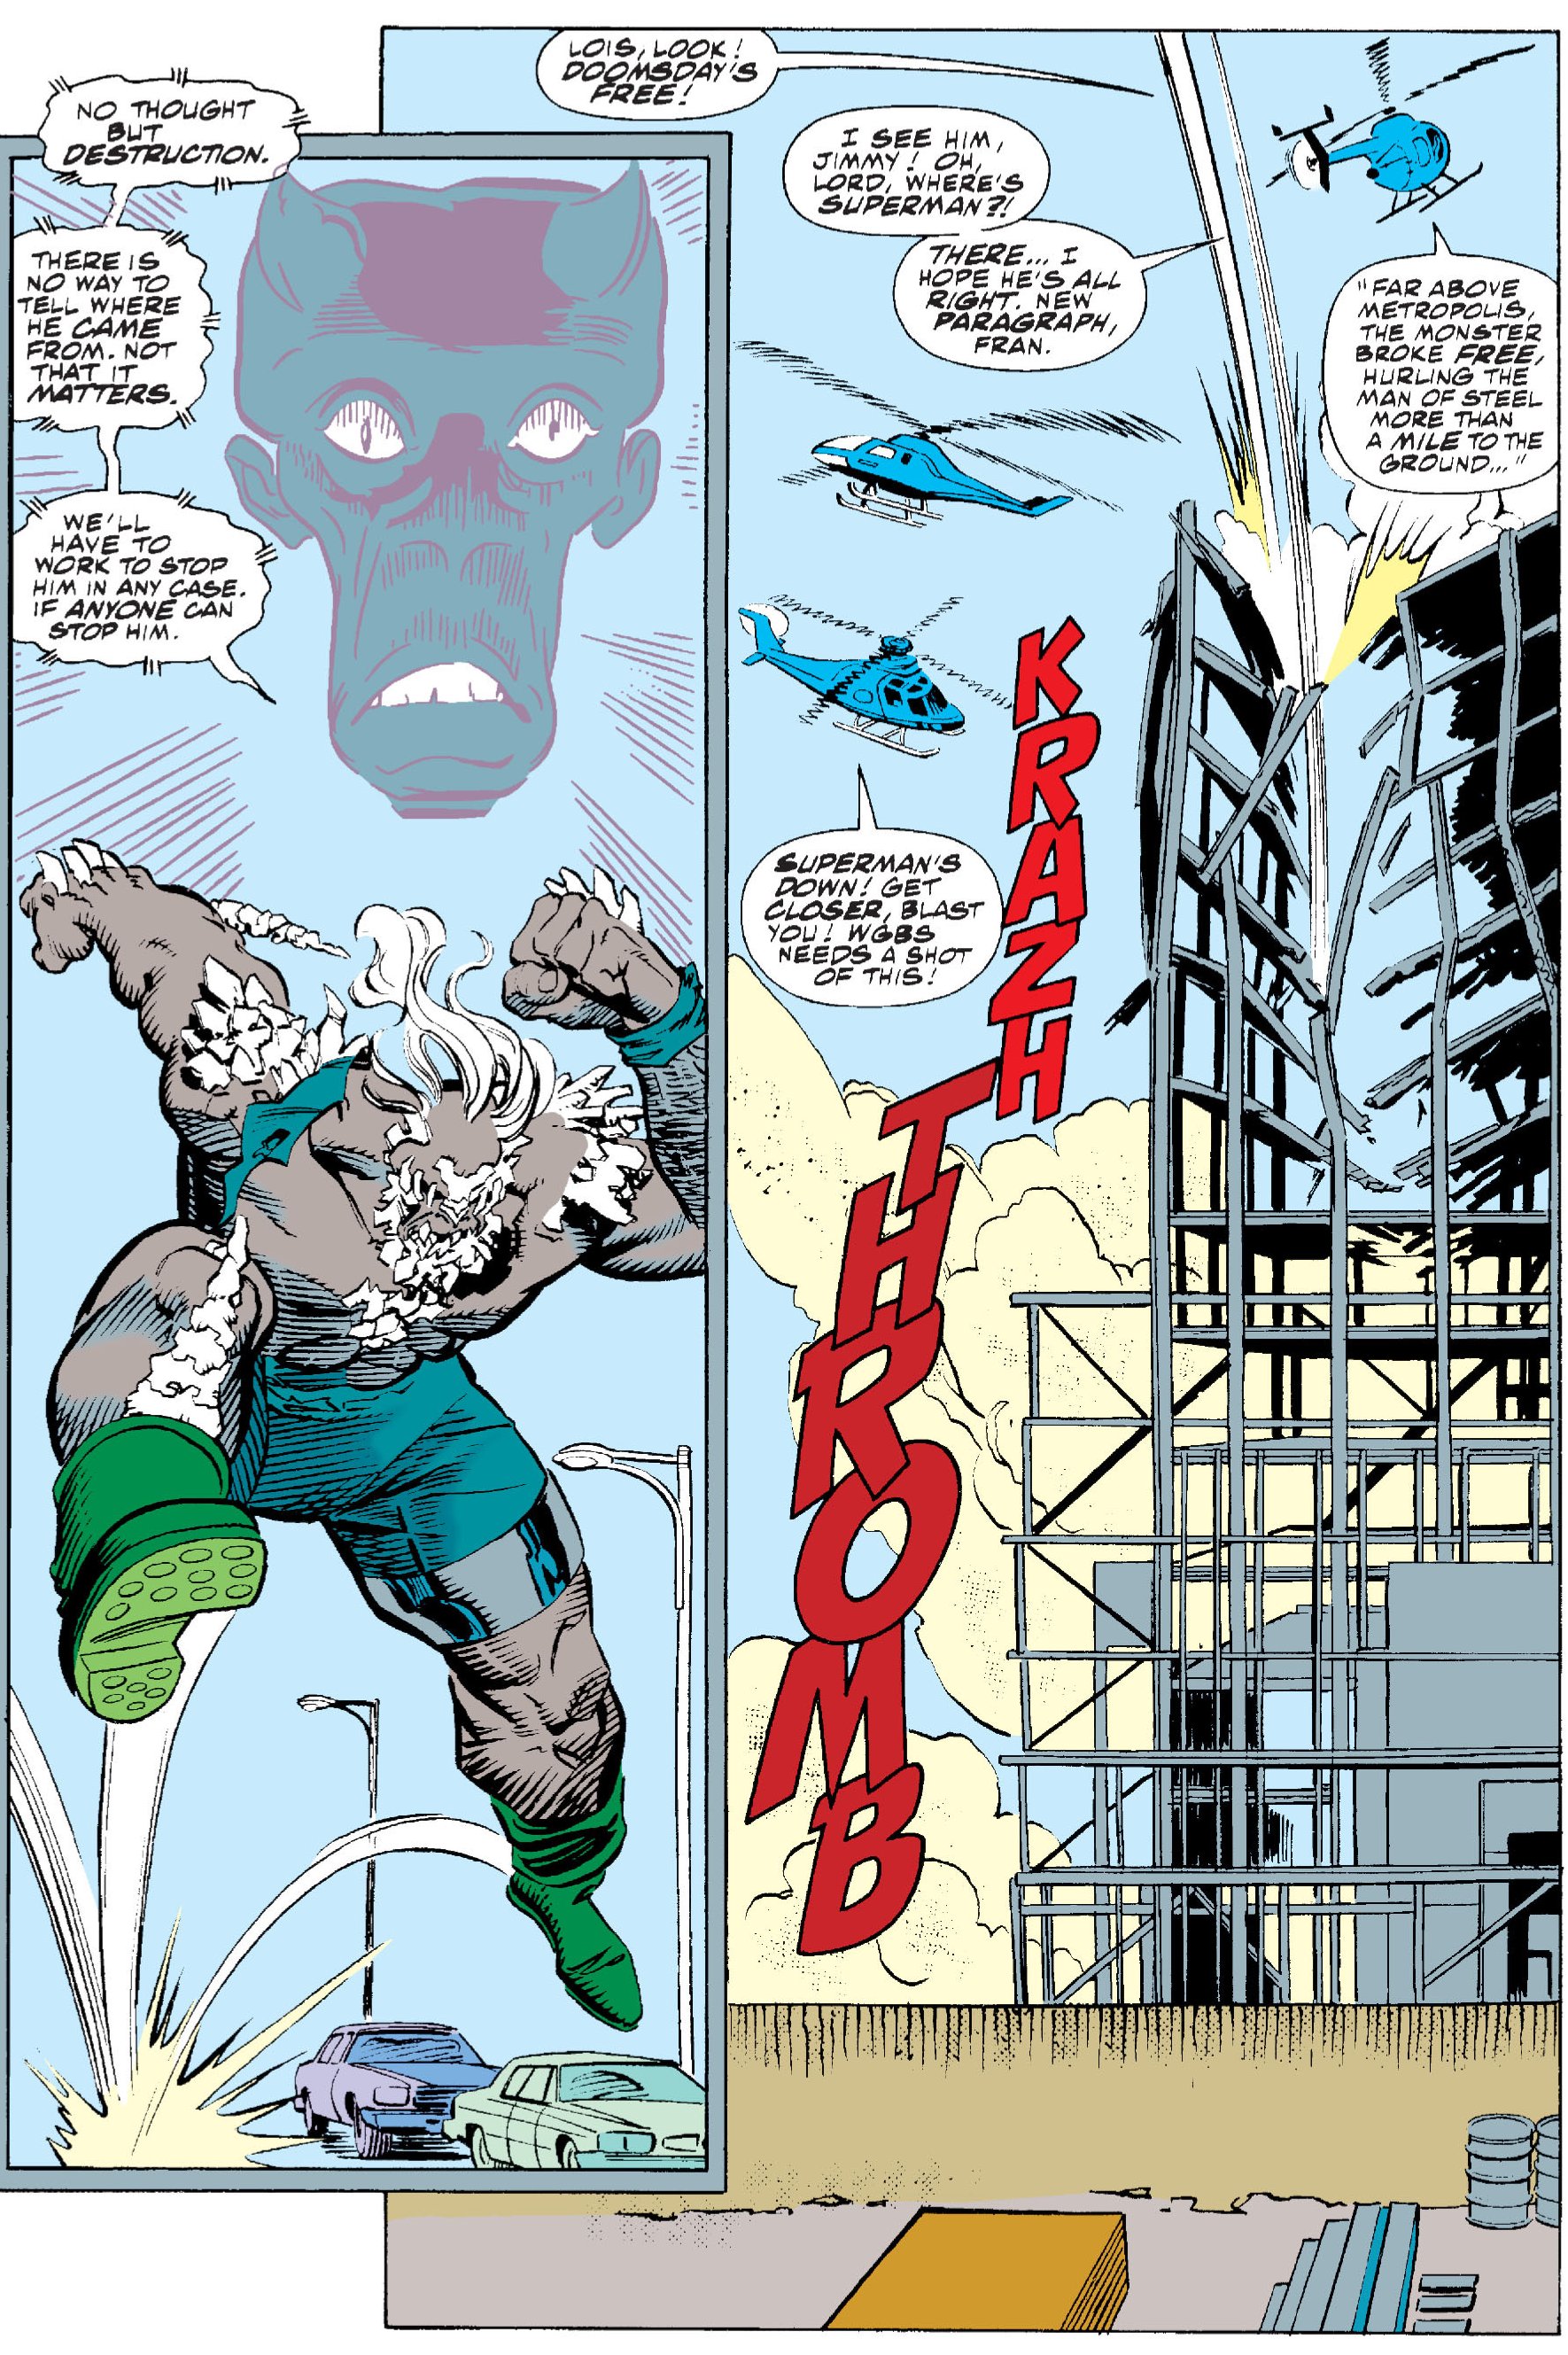 NO THOUGHT
BUT
DESTRUCTION.
THERE IS
NO WAY TO
TELL WHERE
HE CAME
FROM. NOT
THAT IT
MATTERS.
WE'LL
HAVE TO
WORK TO STOP
HIM IN ANY CASE.
IF ANYONE CAN
STOP HIM.
LOIS, LOOK!
DOOMSDAY'S
FREE!
I SEE HIM,
JIMMY! OH,
LORD, WHERE'S
SUPERMAN?!
THERE... I
HOPE HE'S ALL
RIGHT. NEW
PARAGRAPH,
FRAN.
"FAR ABOVE
METROPOLIS,
THE MONSTER
BROKE FREE,
HURLING THE
MAN OF STEEL
MORE THAN
A MILE TO THE
GROUND..."
SUPERMAN'S
DOWN! GET
CLOSER, BLAST
YOU! WGBS
NEEDS A SHOT
OF THIS!
KRAZH
THROMB